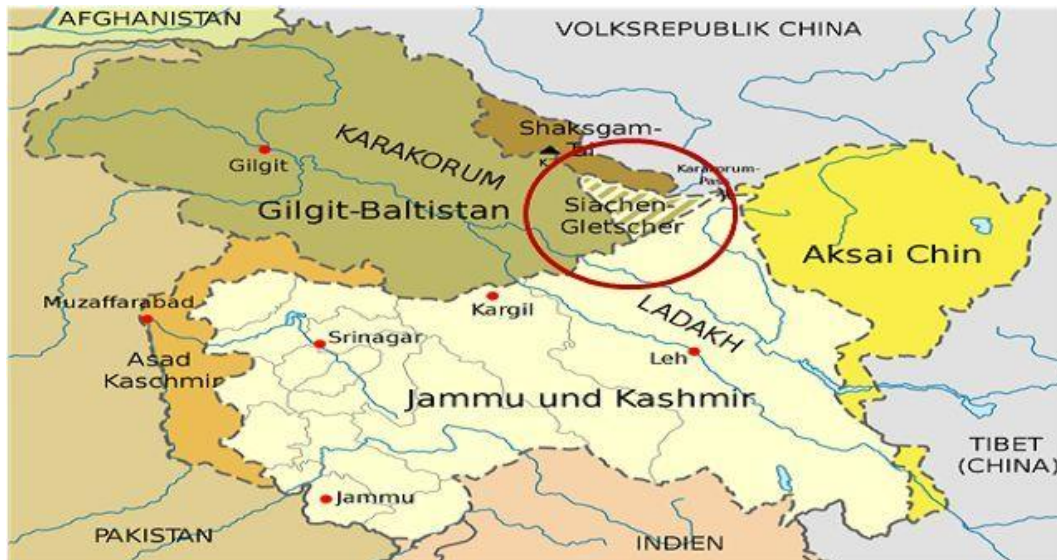 AFGHANISTAN
VOLKSREPUBLIK CHINA
Shaksgam-
Tal
K2
KARAKORUM
Gilgit
Karakorum-
Pass
Gilgit-Baltistan
Siachen-
Gletscher
Aksai Chin
Muzaffarabad
Kargil
LADAKH
Srinagar
Leh
Asad
Kaschmir
Jammu und Kashmir
TIBET
(CHINA)
Jammu
PAKISTAN
INDIEN